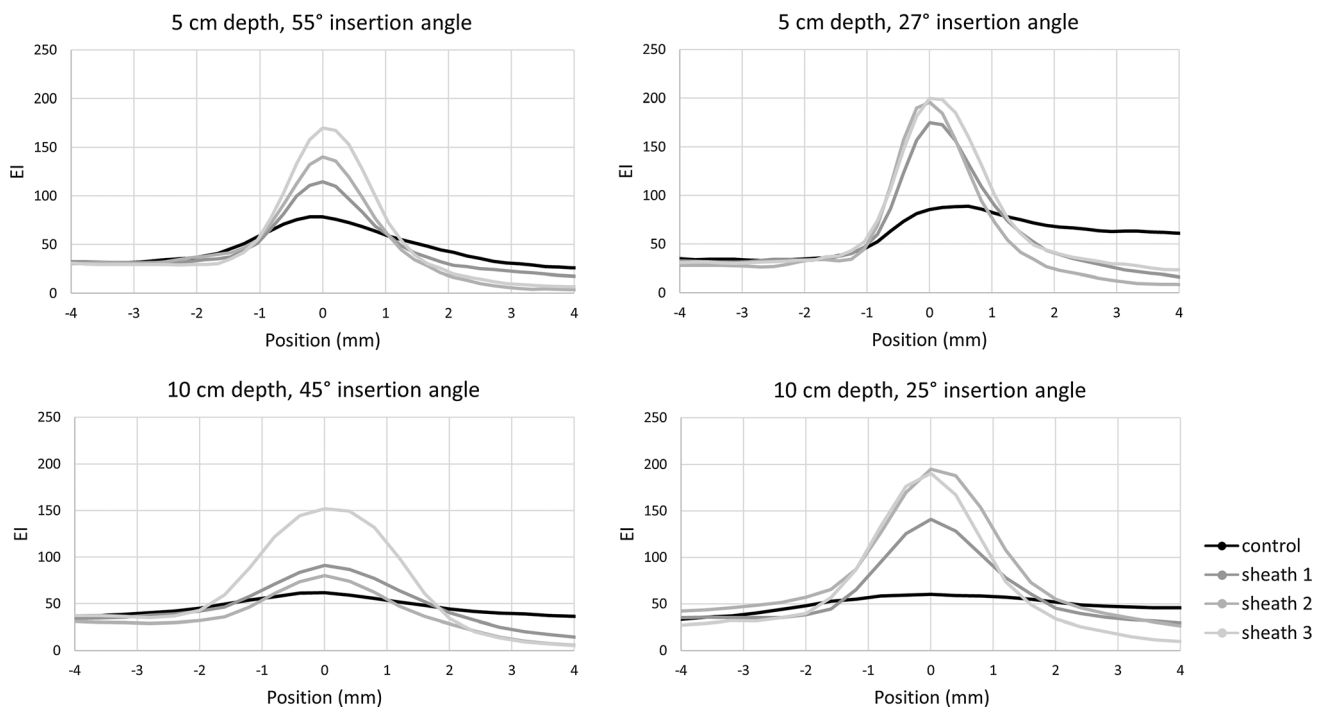 5 cm depth, 55° insertion angle
250
200
150
100
50
0
EI
-4 -3 -2 -1 0 1 2 3 4
Position (mm)
5 cm depth, 27° insertion angle
250
200
150
100
50
0
EI
-4 -3 -2 -1 0 1 2 3 4
Position (mm)
10 cm depth, 45° insertion angle
250
200
150
100
50
0
EI
-4 -3 -2 -1 0 1 2 3 4
Position (mm)
10 cm depth, 25° insertion angle
250
200
150
100
50
0
EI
-4 -3 -2 -1 0 1 2 3 4
Position (mm)
control
sheath 1
sheath 2
sheath 3